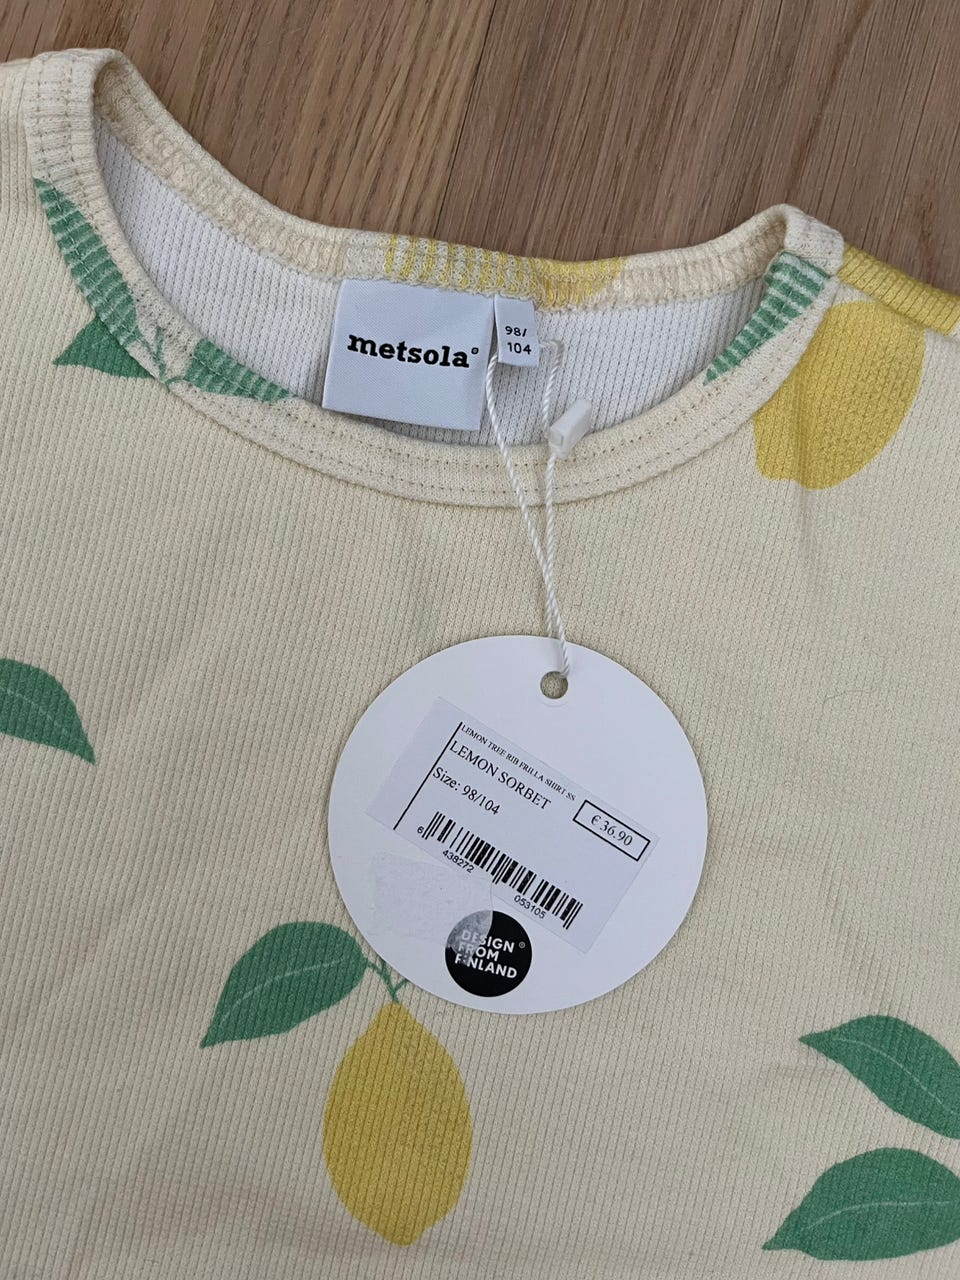 metsola®
98/
104
LEMON TREE RIB FRILLA SHIRT SS
LEMON SORBET
Size: 98/104
€ 36.90
6 438272 053105
DESIGN ®
FROM
FINLAND